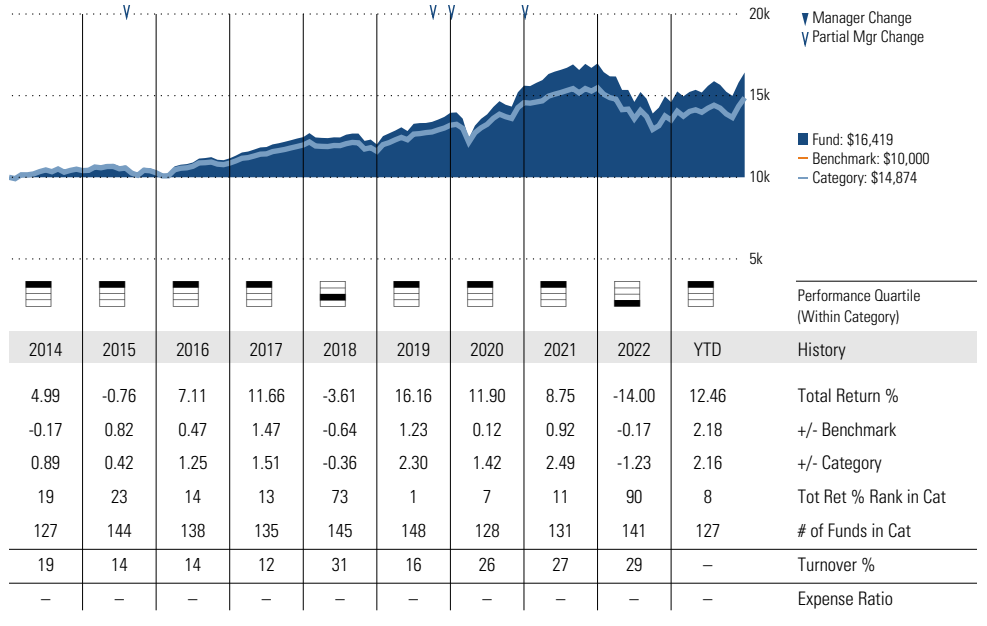 20k
▼ Manager Change
∨ Partial Mgr Change
15k
Fund: $16,419
Benchmark: $10,000
10k
Category: $14,874
5k
Performance Quartile
(Within Category)
2014 2015 2016 2017 2018 2019 2020 2021 2022 YTD History
4.99 -0.76 7.11 11.66 -3.61 16.16 11.90 8.75 -14.00 12.46 Total Return %
-0.17 0.82 0.47 1.47 -0.64 1.23 0.12 0.92 -0.17 2.18 +/- Benchmark
0.89 0.42 1.25 1.51 -0.36 2.30 1.42 2.49 -1.23 2.16 +/- Category
19 23 14 13 73 1 7 11 90 8 Tot Ret % Rank in Cat
127 144 138 135 145 148 128 131 141 127 # of Funds in Cat
19 14 14 12 31 16 26 27 29 – Turnover %
– – – – – – – – – – Expense Ratio